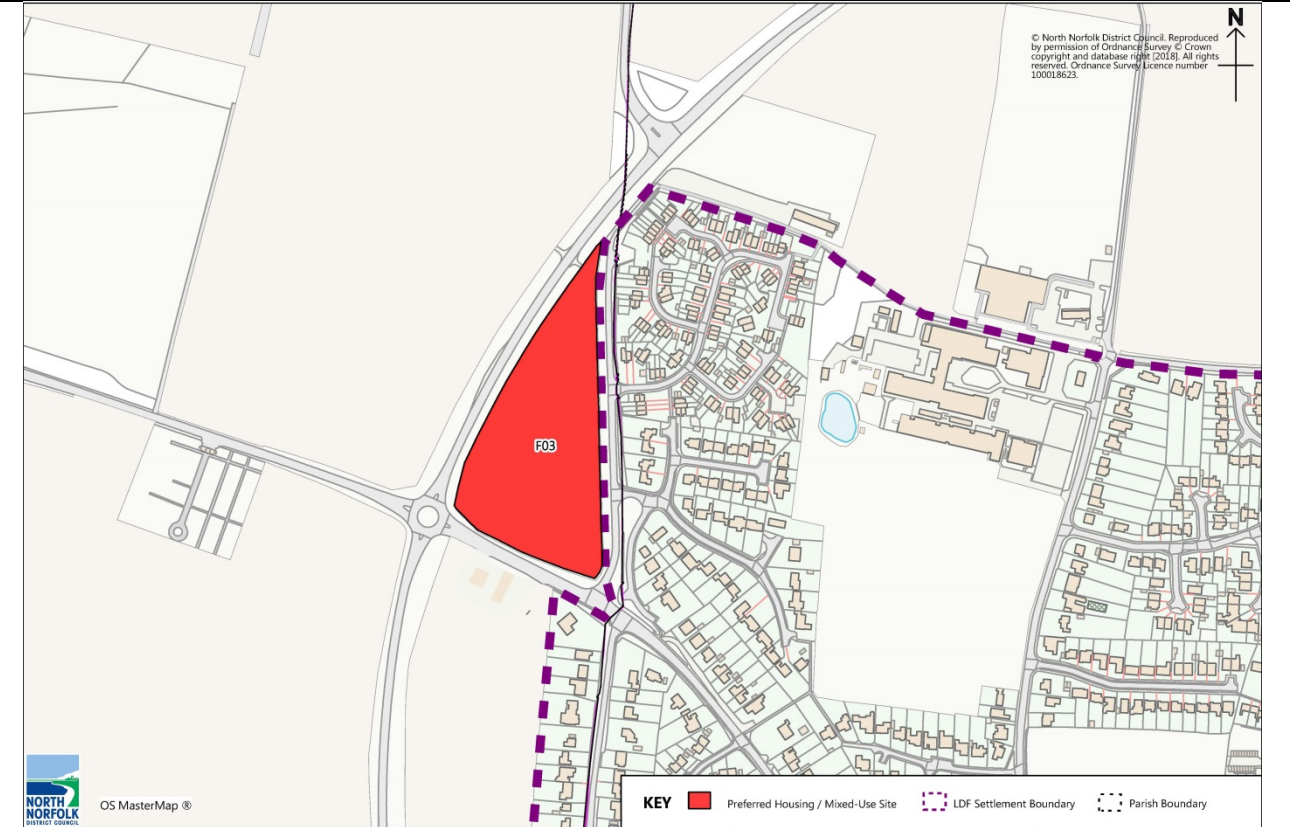 N
© North Norfolk District Council. Reproduced
by permission of Ordnance Survey © Crown
copyright and database right [2018]. All rights
reserved. Ordnance Survey Licence number
100018623.
F03
NORTH
NORFOLK
DISTRICT COUNCIL
OS MasterMap ®
KEY
Preferred Housing / Mixed-Use Site
LDF Settlement Boundary
Parish Boundary